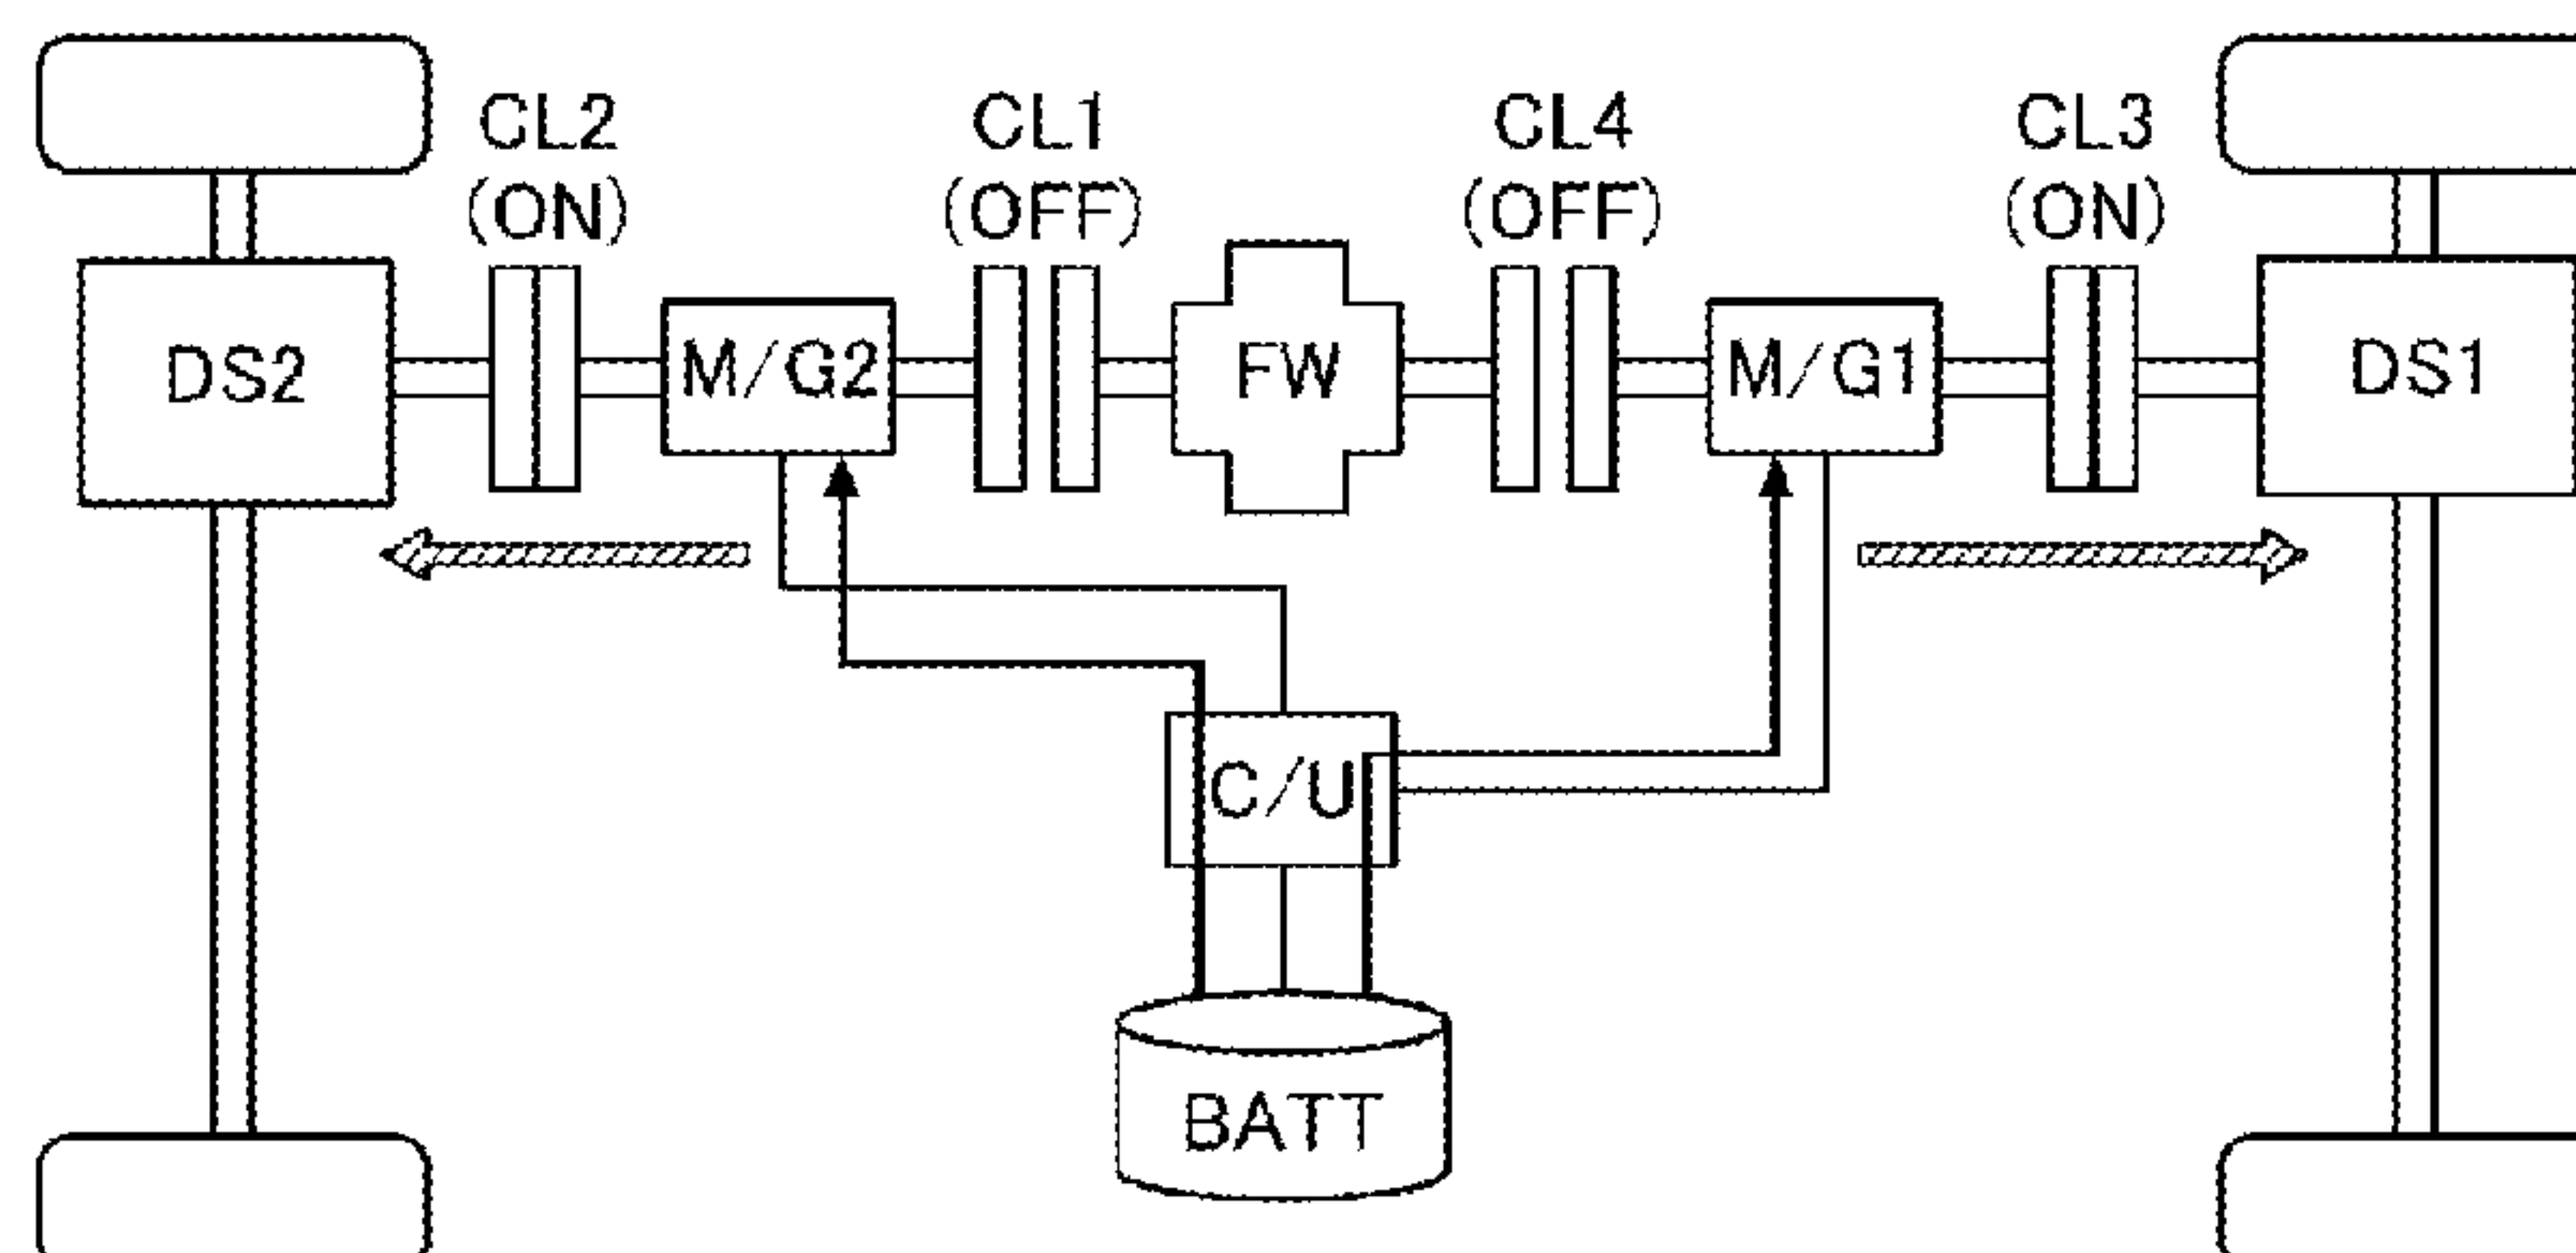 CL2 CL1 CL4 CL3
(ON) (OFF) (OFF) (ON)
DS2 M/G2 FW M/G1 DS1
C/U
BATT